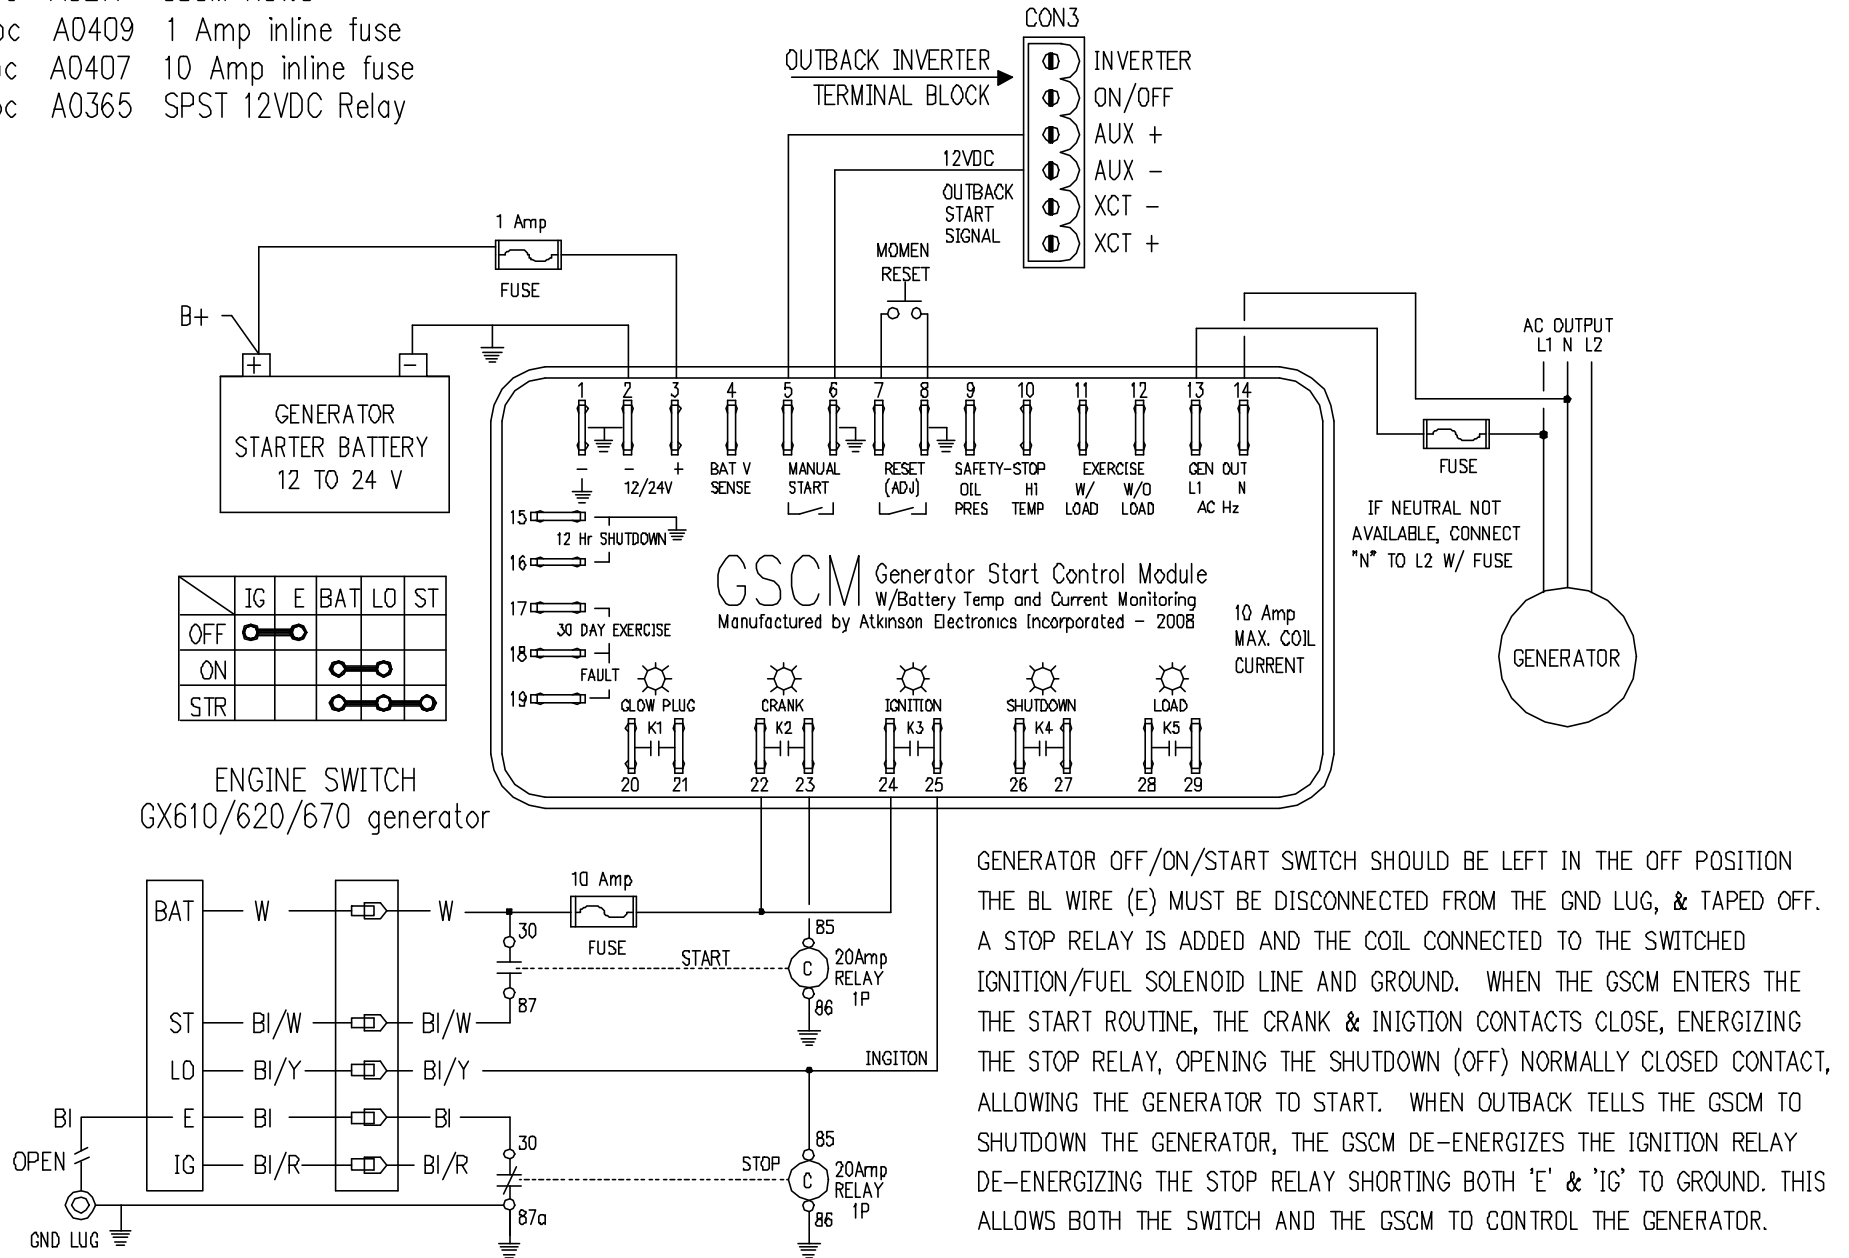 A0409 1 Amp inline fuse
A0407 10 Amp inline fuse
A0365 SPST 12VDC Relay
CON3
OUTBACK INVERTER
TERMINAL BLOCK
INVERTER
ON/OFF
AUX +
AUX -
XCT -
XCT +
12VDC
OUTBACK
START
SIGNAL
1 Amp
FUSE
MOMEN
RESET
B+
+ -
GENERATOR
STARTER BATTERY
12 TO 24 V
AC OUTPUT
L1 N L2
FUSE
IF NEUTRAL NOT
AVAILABLE, CONNECT
"N" TO L2 W/ FUSE
GENERATOR
1 2 3 4 5 6 7 8 9 10 11 12 13 14
- - + BAT V MANUAL RESET SAFETY-STOP EXERCISE GEN OUT
12/24V SENSE START (ADJ) OIL HI W/ W/O L1 N
PRES TEMP LOAD LOAD AC Hz
15
12 Hr SHUTDOWN
16
17
30 DAY EXERCISE
18
FAULT
19
GSCM Generator Start Control Module
W/Battery Temp and Current Monitoring
Manufactured by Atkinson Electronics Incorporated - 2008
10 Amp
MAX. COIL
CURRENT
GLOW PLUG CRANK IGNITION SHUTDOWN LOAD
K1 K2 K3 K4 K5
20 21 22 23 24 25 26 27 28 29
IG E BAT LO ST
OFF
ON
STR
ENGINE SWITCH
GX610/620/670 generator
BAT W W
10 Amp
FUSE
30
START
85
C
20Amp
RELAY
1P
86
87
ST BI/W BI/W
LO BI/Y BI/Y
INGITON
BI E BI BI
OPEN
IG BI/R BI/R
30
STOP
85
C
20Amp
RELAY
1P
86
87a
GND LUG
GENERATOR OFF/ON/START SWITCH SHOULD BE LEFT IN THE OFF POSITION
THE BL WIRE (E) MUST BE DISCONNECTED FROM THE GND LUG, & TAPED OFF.
A STOP RELAY IS ADDED AND THE COIL CONNECTED TO THE SWITCHED
IGNITION/FUEL SOLENOID LINE AND GROUND. WHEN THE GSCM ENTERS THE
THE START ROUTINE, THE CRANK & INIGTION CONTACTS CLOSE, ENERGIZING
THE STOP RELAY, OPENING THE SHUTDOWN (OFF) NORMALLY CLOSED CONTACT,
ALLOWING THE GENERATOR TO START. WHEN OUTBACK TELLS THE GSCM TO
SHUTDOWN THE GENERATOR, THE GSCM DE-ENERGIZES THE IGNITION RELAY
DE-ENERGIZING THE STOP RELAY SHORTING BOTH 'E' & 'IG' TO GROUND. THIS
ALLOWS BOTH THE SWITCH AND THE GSCM TO CONTROL THE GENERATOR.